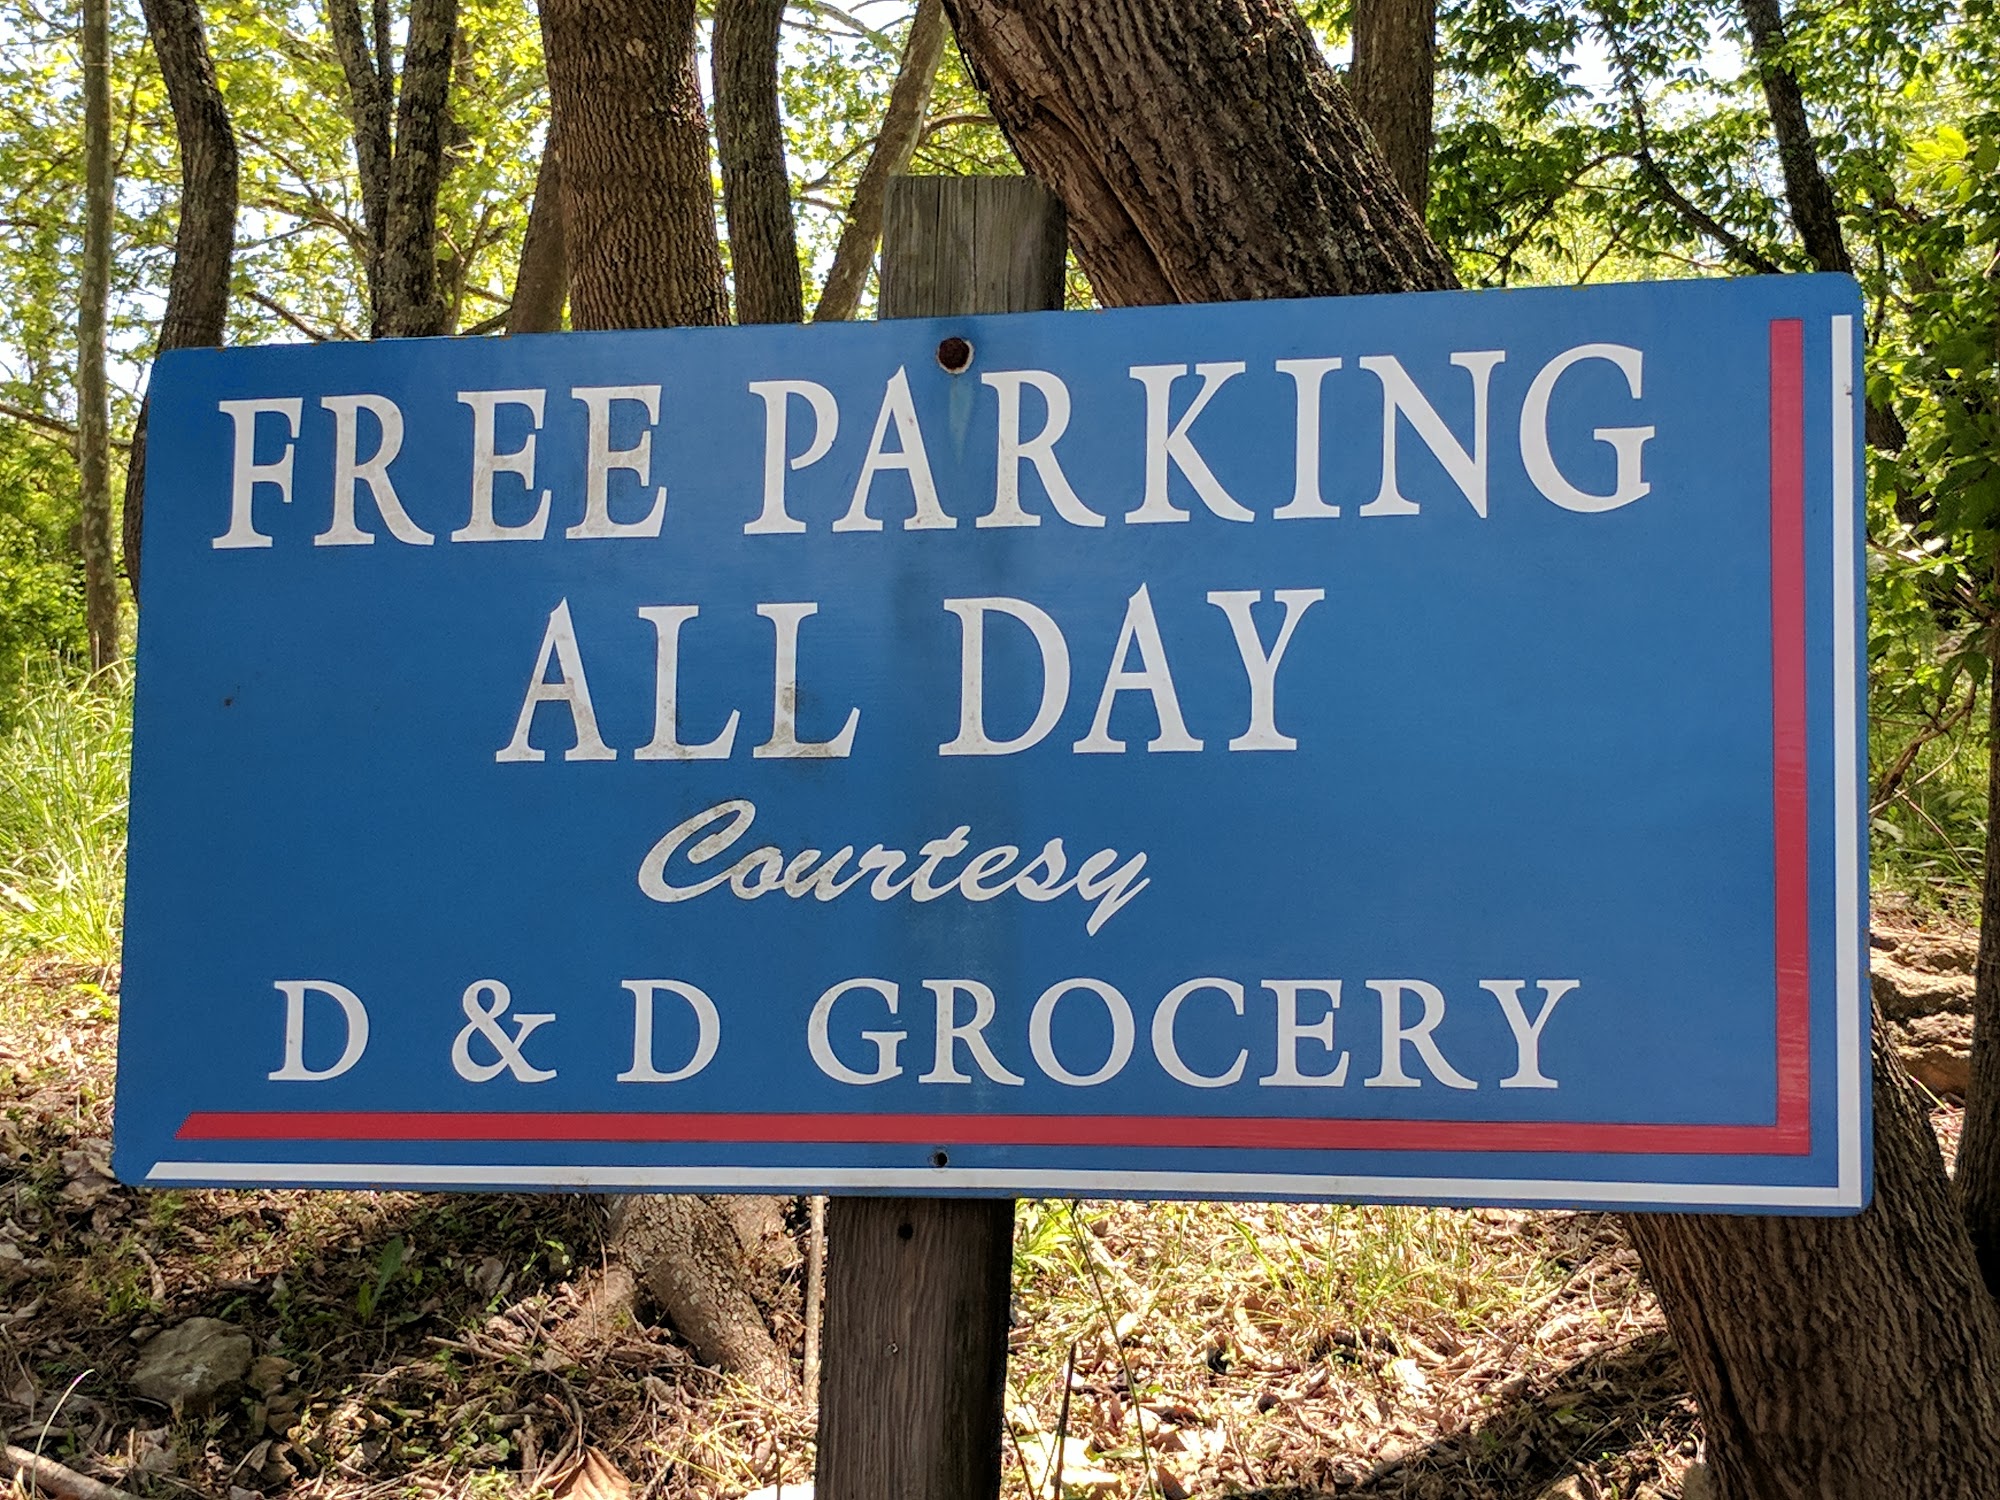 FREE PARKING
ALL DAY
Courtesy
D & D GROCERY